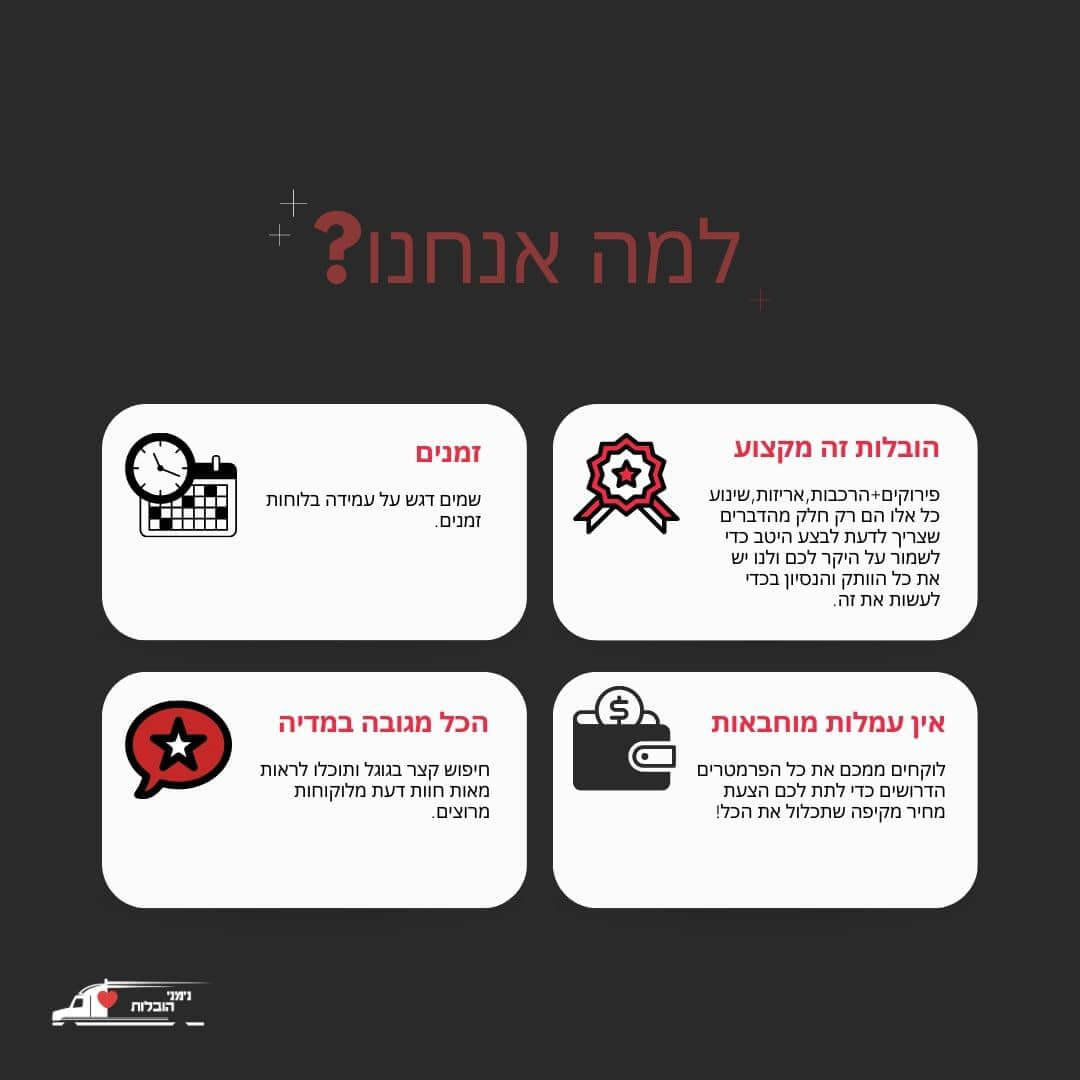 למה אנחנו?
הובלות זה מקצוע
פירוקים+הרכבות,אריזות,שינוע
כל אלו הם רק חלק מהדברים
שצריך לדעת לבצע היטב כדי
לשמור על היקר לכם ולנו יש
את כל הוותק והנסיון בכדי
לעשות את זה.
זמנים
שמים דגש על עמידה בלוחות
זמנים.
אין עמלות מוחבאות
לוקחים ממכם את כל הפרמטרים
הדרושים כדי לתת לכם הצעת
מחיר מקיפה שתכלול את הכל!
הכל מגובה במדיה
חיפוש קצר בגוגל ותוכלו לראות
מאות חוות דעת מלוקוחות
מרוצים.
נימני
הובלות